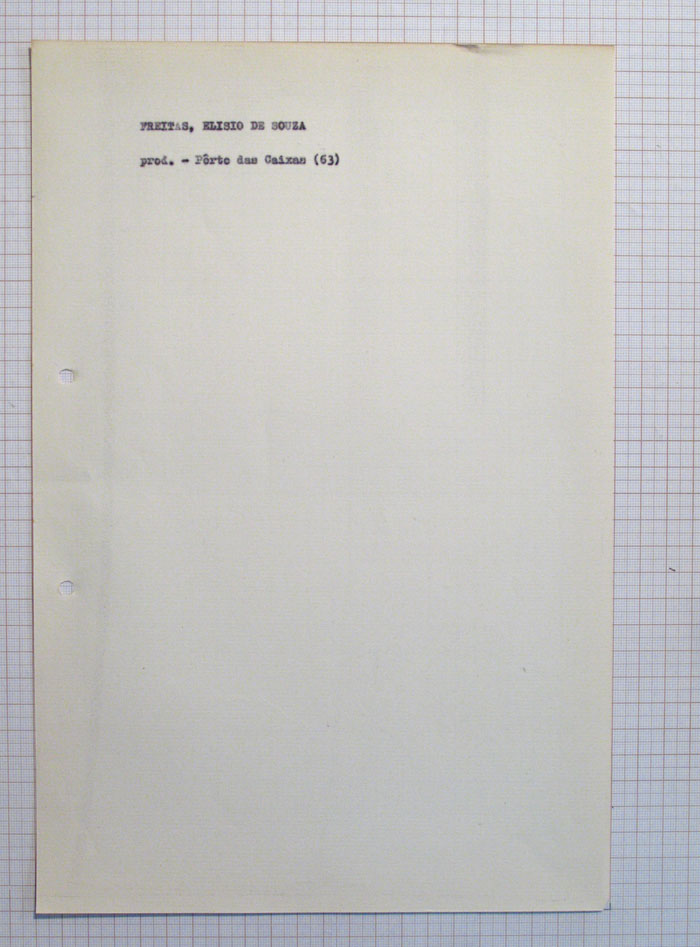 FREITAS, ELISIO DE SOUZA
prod. - Pôrto das Caixas (63)